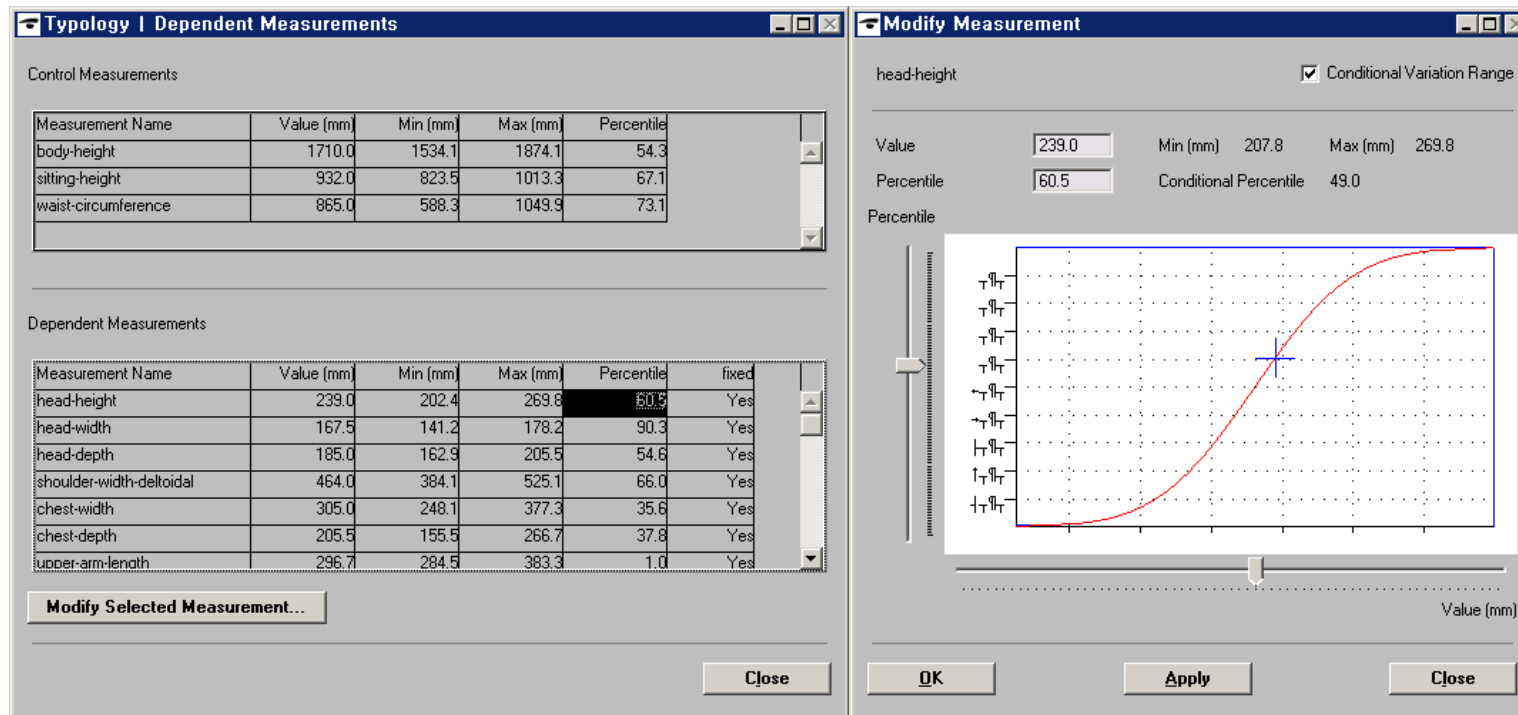 Typology | Dependent Measurements
Control Measurements
Measurement Name Value (mm) Min (mm) Max (mm) Percentile
body-height 1710.0 1534.1 1874.1 54.3
sitting-height 932.0 823.5 1013.3 67.1
waist-circumference 865.0 588.3 1049.9 73.1
Dependent Measurements
Measurement Name Value (mm) Min (mm) Max (mm) Percentile fixed
head-height 239.0 202.4 269.8 60.5 Yes
head-width 167.5 141.2 178.2 90.3 Yes
head-depth 185.0 162.9 205.5 54.6 Yes
shoulder-width-deltoidal 464.0 384.1 525.1 66.0 Yes
chest-width 305.0 248.1 377.3 35.6 Yes
chest-depth 205.5 155.5 266.7 37.8 Yes
upper-arm-length 296.7 284.5 383.3 1.0 Yes
Modify Selected Measurement...
Close
Modify Measurement
head-height Conditional Variation Range
Value 239.0 Min (mm) 207.8 Max (mm) 269.8
Percentile 60.5 Conditional Percentile 49.0
Percentile
Value (mm)
OK Apply Close